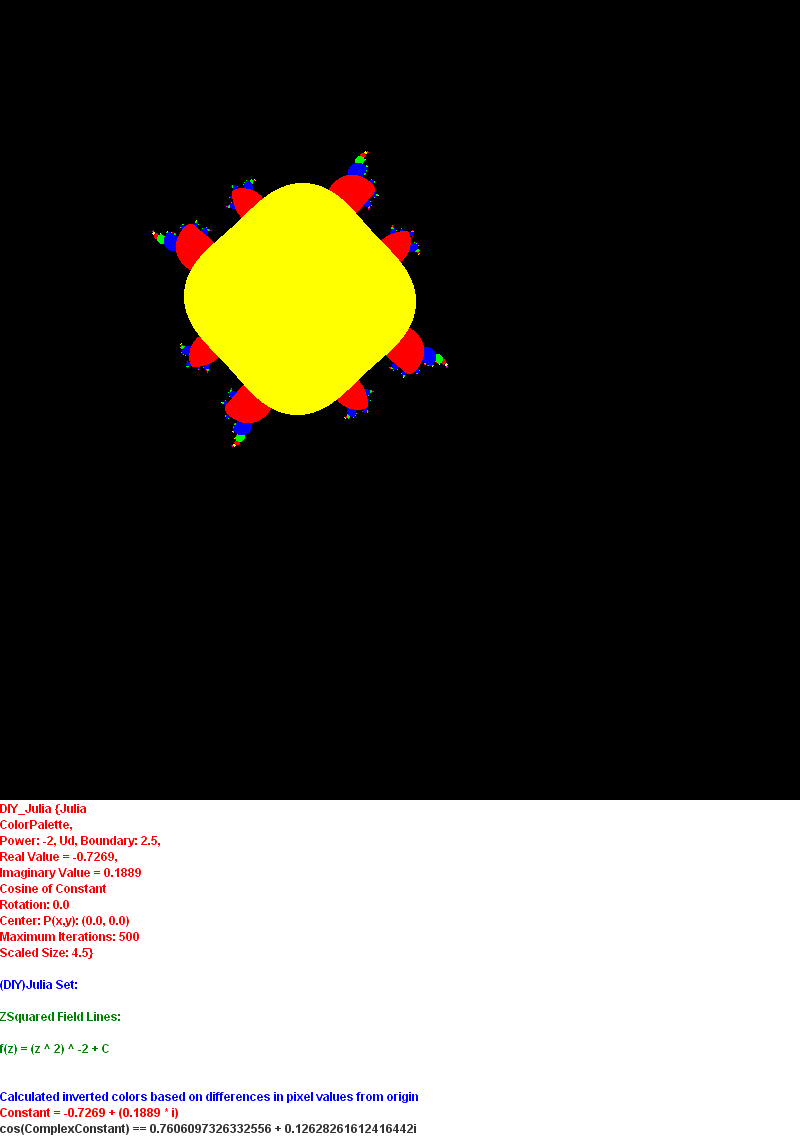 DIY_Julia {Julia
ColorPalette,
Power: -2, Ud, Boundary: 2.5,
Real Value = -0.7269,
Imaginary Value = 0.1889
Cosine of Constant
Rotation: 0.0
Center: P(x,y): (0.0, 0.0)
Maximum Iterations: 500
Scaled Size: 4.5}
(DIY)Julia Set:
ZSquared Field Lines:
f(z) = (z ^ 2) ^ -2 + C
Calculated inverted colors based on differences in pixel values from origin
Constant = -0.7269 + (0.1889 * i)
cos(ComplexConstant) == 0.7606097326332556 + 0.12628261612416442i